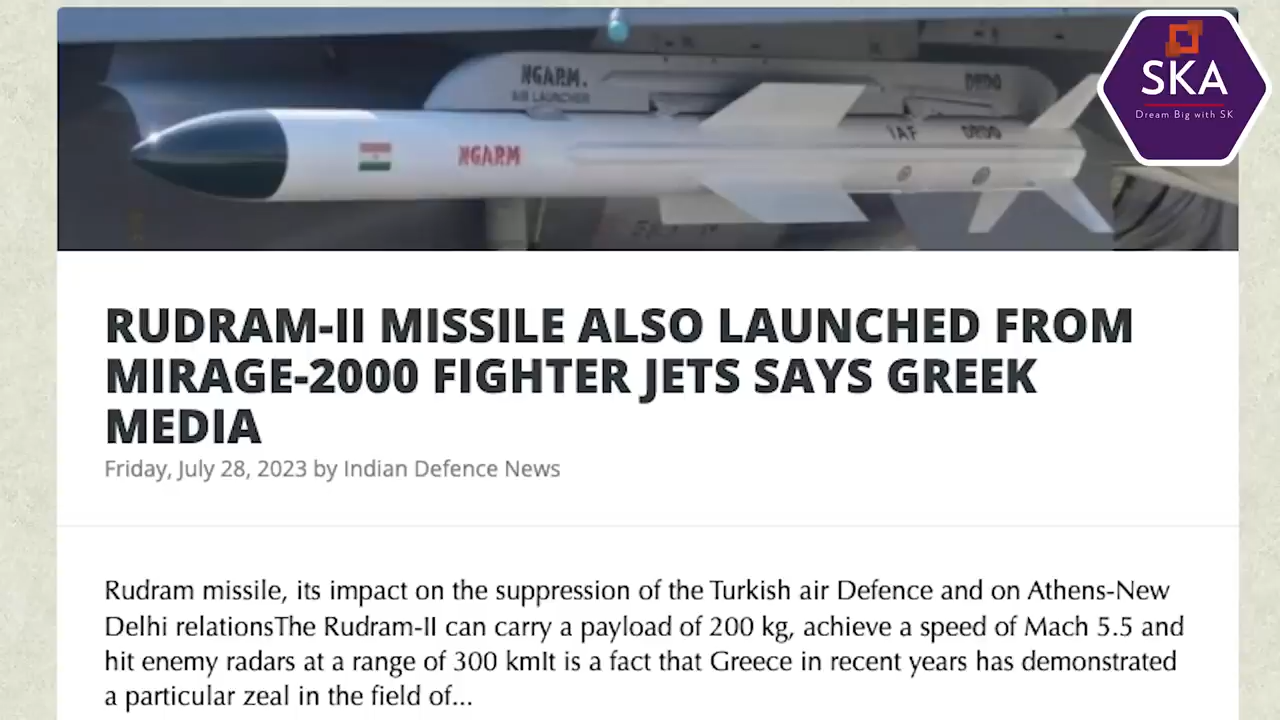 NGARM.
AIR LAUNCHER
DRDO
NGARM
IAF DRDO
SKA
Dream Big with SK
RUDRAM-II MISSILE ALSO LAUNCHED FROM
MIRAGE-2000 FIGHTER JETS SAYS GREEK
MEDIA
Friday, July 28, 2023 by Indian Defence News
Rudram missile, its impact on the suppression of the Turkish air Defence and on Athens-New
Delhi relationsThe Rudram-II can carry a payload of 200 kg, achieve a speed of Mach 5.5 and
hit enemy radars at a range of 300 kmIt is a fact that Greece in recent years has demonstrated
a particular zeal in the field of...